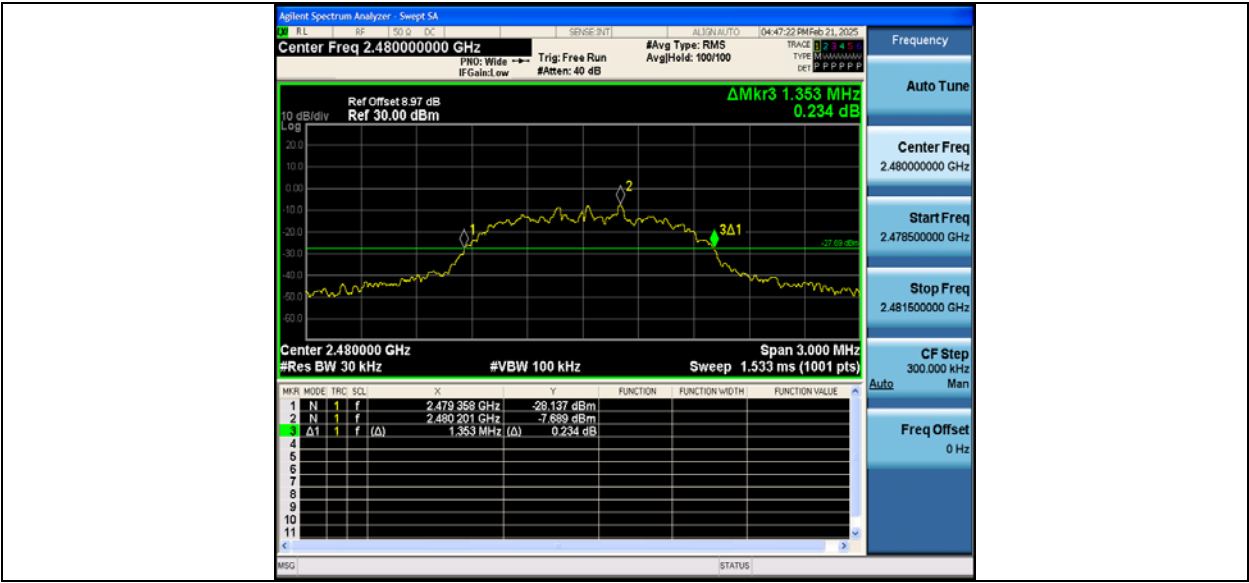 Agilent Spectrum Analyzer - Swept SA
RL RF 50 Ω DC SENSE:INT ALIGNAUTO 04:47:22 PM Feb 21, 2025
Center Freq 2.480000000 GHz
PNO: Wide
IFGain:Low
Trig: Free Run
#Atten: 40 dB
#Avg Type: RMS
Avg|Hold: 100/100
TRACE 1 2 3 4 5 6
TYPE M
DET P P P P P P
Frequency
ΔMkr3 1.353 MHz
0.234 dB
Ref Offset 8.97 dB
10 dB/div Ref 30.00 dBm
Log
20.0
10.0
0.00
-10.0
-20.0
-30.0
-40.0
-50.0
-60.0
1
2
3Δ1
-27.69 dBm
Center 2.480000 GHz Span 3.000 MHz
#Res BW 30 kHz #VBW 100 kHz Sweep 1.533 ms (1001 pts)
MKR MODE TRC SCL X Y FUNCTION FUNCTION WIDTH FUNCTION VALUE
1 N 1 f 2.479 358 GHz -28.137 dBm
2 N 1 f 2.480 201 GHz -7.689 dBm
3 Δ1 1 f (Δ) 1.353 MHz (Δ) 0.234 dB
4
5
6
7
8
9
10
11
MSG STATUS
Auto Tune
Center Freq
2.480000000 GHz
Start Freq
2.478500000 GHz
Stop Freq
2.481500000 GHz
CF Step
300.000 kHz
Auto Man
Freq Offset
0 Hz